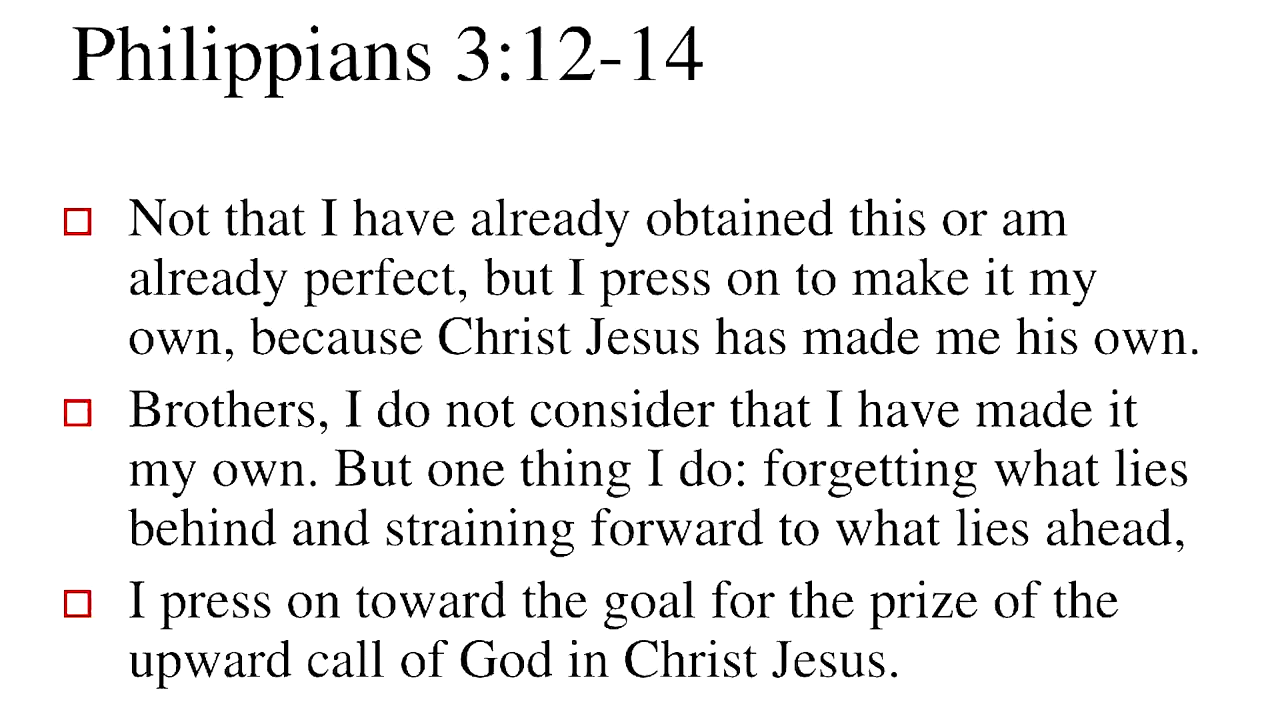 Philippians 3:12-14
Not that I have already obtained this or am
already perfect, but I press on to make it my
own, because Christ Jesus has made me his own.
Brothers, I do not consider that I have made it
my own. But one thing I do: forgetting what lies
behind and straining forward to what lies ahead,
I press on toward the goal for the prize of the
upward call of God in Christ Jesus.